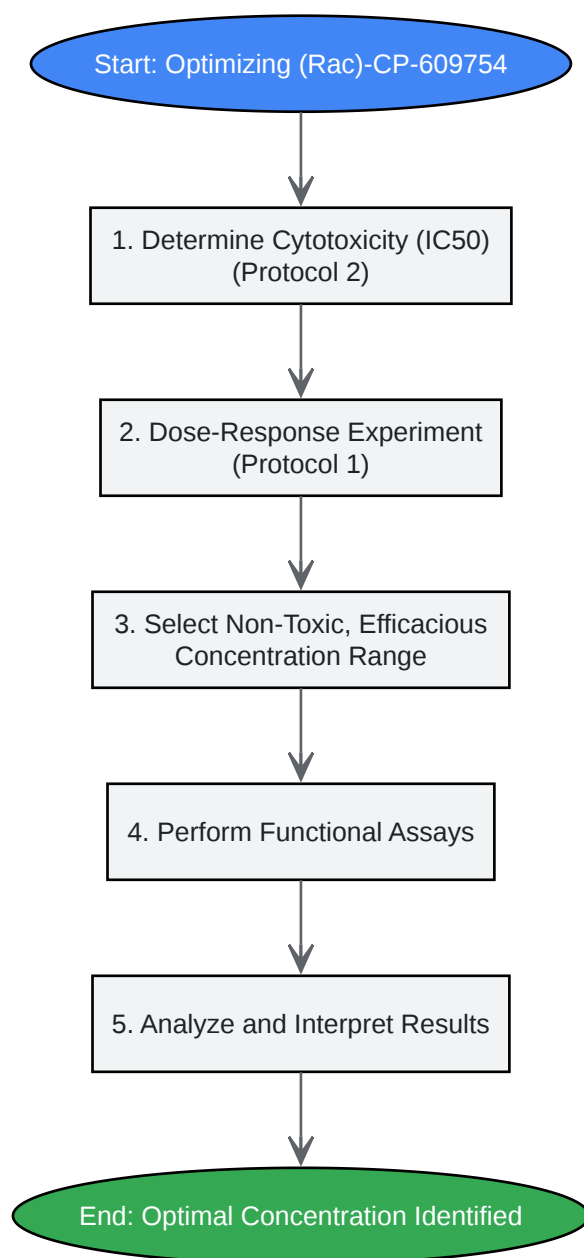 Start: Optimizing (Rac)-CP-609754
1. Determine Cytotoxicity (IC50)
(Protocol 2)
2. Dose-Response Experiment
(Protocol 1)
3. Select Non-Toxic, Efficacious
Concentration Range
4. Perform Functional Assays
5. Analyze and Interpret Results
End: Optimal Concentration Identified